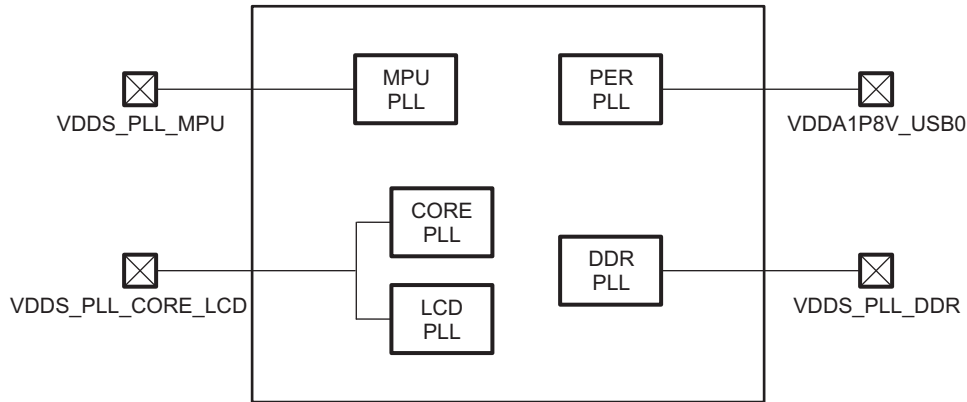 MPU
PLL
PER
PLL
VDDS_PLL_MPU
VDDA1P8V_USB0
CORE
PLL
DDR
PLL
LCD
PLL
VDDS_PLL_CORE_LCD
VDDS_PLL_DDR